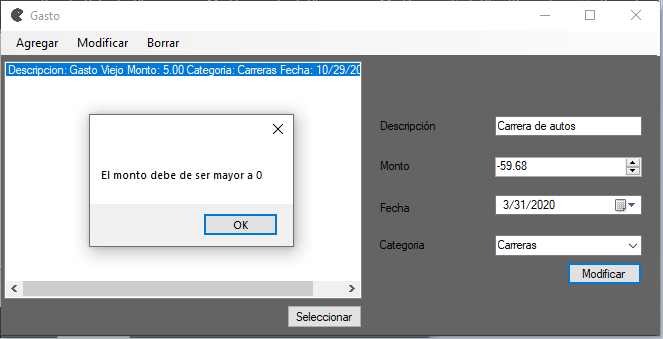 Gasto
Agregar Modificar Borrar
Descripcion: Gasto Viejo Monto: 5.00 Categoria: Carreras Fecha: 10/29/20
El monto debe de ser mayor a 0
OK
Descripción Carrera de autos
Monto -59.68
Fecha 3/31/2020
Categoria Carreras
Modificar
Seleccionar